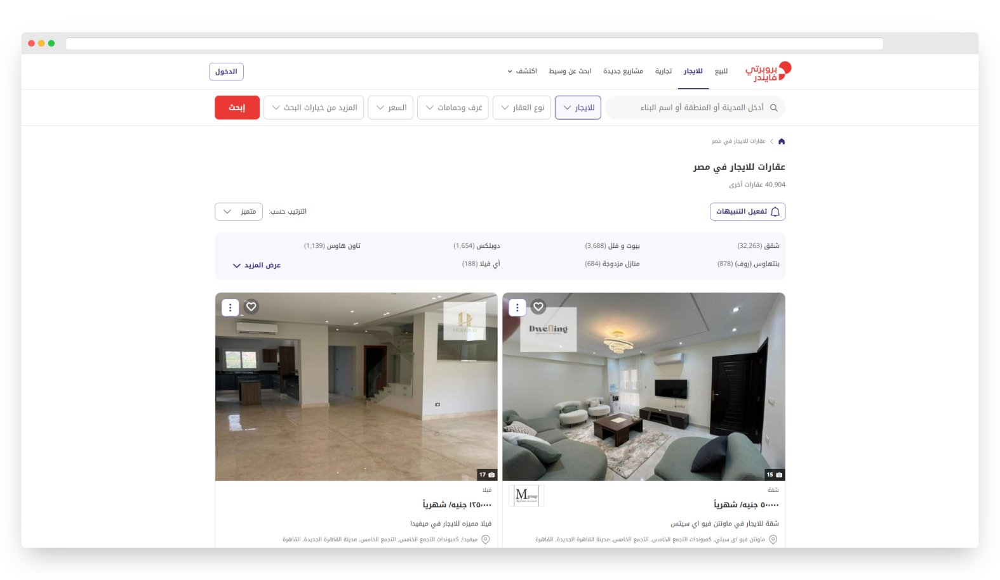 بروبرتي
فايندر
للبيع
للايجار
تجارية
مشاريع جديدة
ابحث عن وسيط
اكتشف
الدخول
أدخل المدينة أو المنطقة أو اسم البناء
للايجار
نوع العقار
غرف وحمامات
السعر
المزيد من خيارات البحث
إبحث
عقارات للايجار في مصر
عقارات للايجار في مصر
40,904 عقارات أخرى
تفعيل التنبيهات
الترتيب حسب:
متميز
شقق (32,263)
بيوت و فلل (3,688)
دوبلكس (1,654)
تاون هاوس (1,139)
بنتهاوس (روف) (878)
منازل مزدوجة (684)
أي فيلا (188)
عرض المزيد
Dwelling
15
M group
شقة
٥٠،٠٠٠ جنيه/ شهرياً
شقة للايجار في ماونتن فيو اي سيتس
ماونتن فيو اى سيتي, كمبوندات التجمع الخامس, التجمع الخامس, مدينة القاهرة الجديدة, القاهرة
HODOUD
17
فيلا
١٢٥،٠٠٠ جنيه/ شهرياً
فيلا مميزه للايجار في ميفيدا
ميفيدا, كمبوندات التجمع الخامس, التجمع الخامس, مدينة القاهرة الجديدة, القاهرة